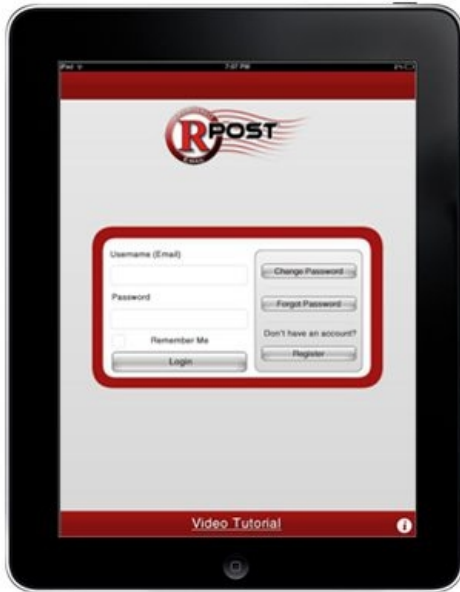 iPad
7:07 PM
RPOST
Username (Email)
Password
Remember Me
Login
Change Password
Forgot Password
Don't have an account?
Register
Video Tutorial
i